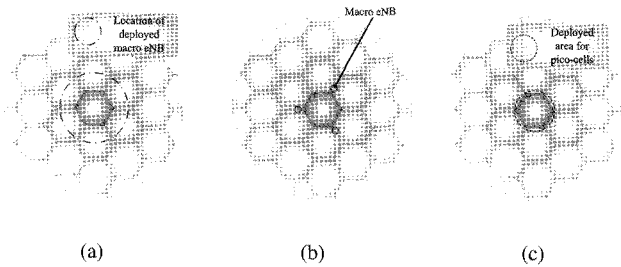 Location of
deployed
macro eNB
Macro eNB
Deployed
area for
pico-cells
(a)
(b)
(c)